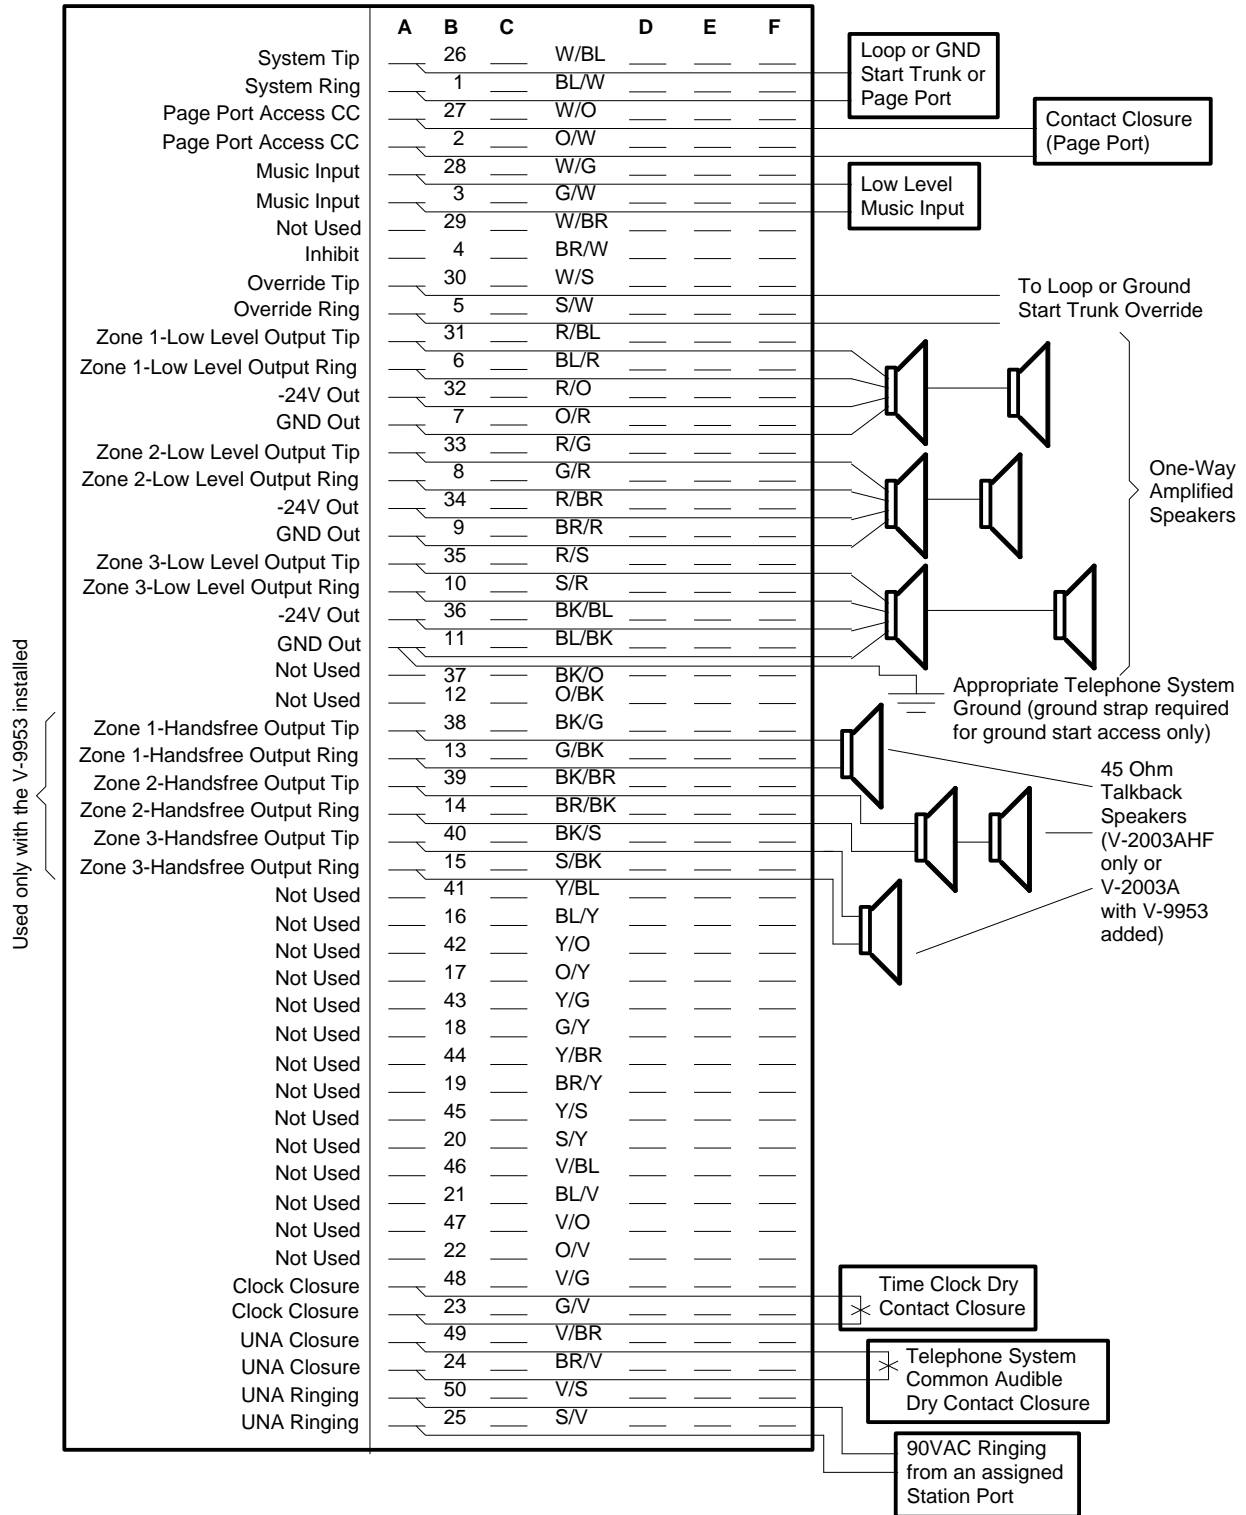 A B C D E F
System Tip 26 W/BL
System Ring 1 BL/W
Page Port Access CC 27 W/O
Page Port Access CC 2 O/W
Music Input 28 W/G
Music Input 3 G/W
Not Used 29 W/BR
Inhibit 4 BR/W
Override Tip 30 W/S
Override Ring 5 S/W
Zone 1-Low Level Output Tip 31 R/BL
Zone 1-Low Level Output Ring 6 BL/R
-24V Out 32 R/O
GND Out 7 O/R
Zone 2-Low Level Output Tip 33 R/G
Zone 2-Low Level Output Ring 8 G/R
-24V Out 34 R/BR
GND Out 9 BR/R
Zone 3-Low Level Output Tip 35 R/S
Zone 3-Low Level Output Ring 10 S/R
-24V Out 36 BK/BL
GND Out 11 BL/BK
Not Used 37 BK/O
Not Used 12 O/BK
Zone 1-Handsfree Output Tip 38 BK/G
Zone 1-Handsfree Output Ring 13 G/BK
Zone 2-Handsfree Output Tip 39 BK/BR
Zone 2-Handsfree Output Ring 14 BR/BK
Zone 3-Handsfree Output Tip 40 BK/S
Zone 3-Handsfree Output Ring 15 S/BK
Not Used 41 Y/BL
Not Used 16 BL/Y
Not Used 42 Y/O
Not Used 17 O/Y
Not Used 43 Y/G
Not Used 18 G/Y
Not Used 44 Y/BR
Not Used 19 BR/Y
Not Used 45 Y/S
Not Used 20 S/Y
Not Used 46 V/BL
Not Used 21 BL/V
Not Used 47 V/O
Not Used 22 O/V
Clock Closure 48 V/G
Clock Closure 23 G/V
UNA Closure 49 V/BR
UNA Closure 24 BR/V
UNA Ringing 50 V/S
UNA Ringing 25 S/V
Used only with the V-9953 installed
Loop or GND
Start Trunk or
Page Port
Contact Closure
(Page Port)
Low Level
Music Input
To Loop or Ground
Start Trunk Override
One-Way
Amplified
Speakers
Appropriate Telephone System
Ground (ground strap required
for ground start access only)
45 Ohm
Talkback
Speakers
(V-2003AHF
only or
V-2003A
with V-9953
added)
Time Clock Dry
Contact Closure
Telephone System
Common Audible
Dry Contact Closure
90VAC Ringing
from an assigned
Station Port